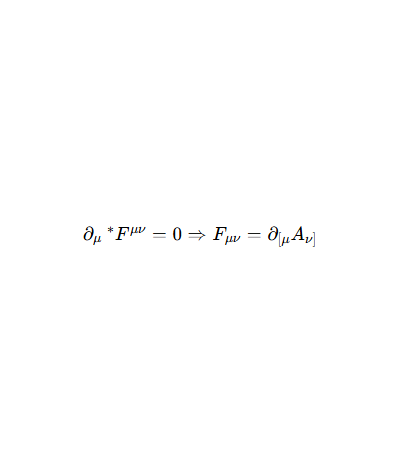 ∂_μ *F^{μν} = 0 ⇒ F_{μν} = ∂_{[μ}A_{ν]}